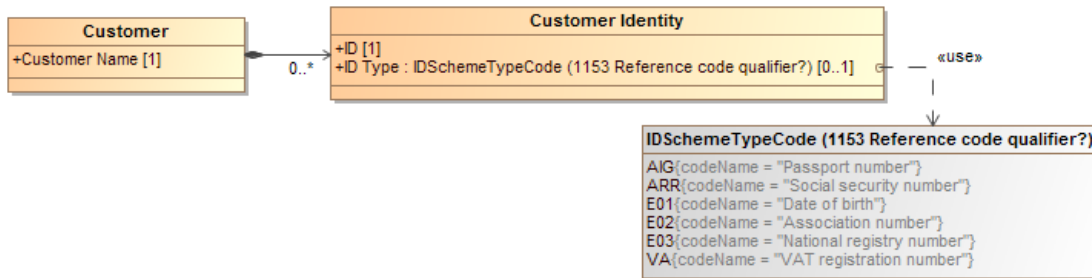 Customer
+Customer Name [1]
0..*
Customer Identity
+ID [1]
+ID Type : IDSchemeTypeCode (1153 Reference code qualifier?) [0..1]
«use»
IDSchemeTypeCode (1153 Reference code qualifier?)
AIG{codeName = "Passport number"}
ARR{codeName = "Social security number"}
E01{codeName = "Date of birth"}
E02{codeName = "Association number"}
E03{codeName = "National registry number"}
VA{codeName = "VAT registration number"}